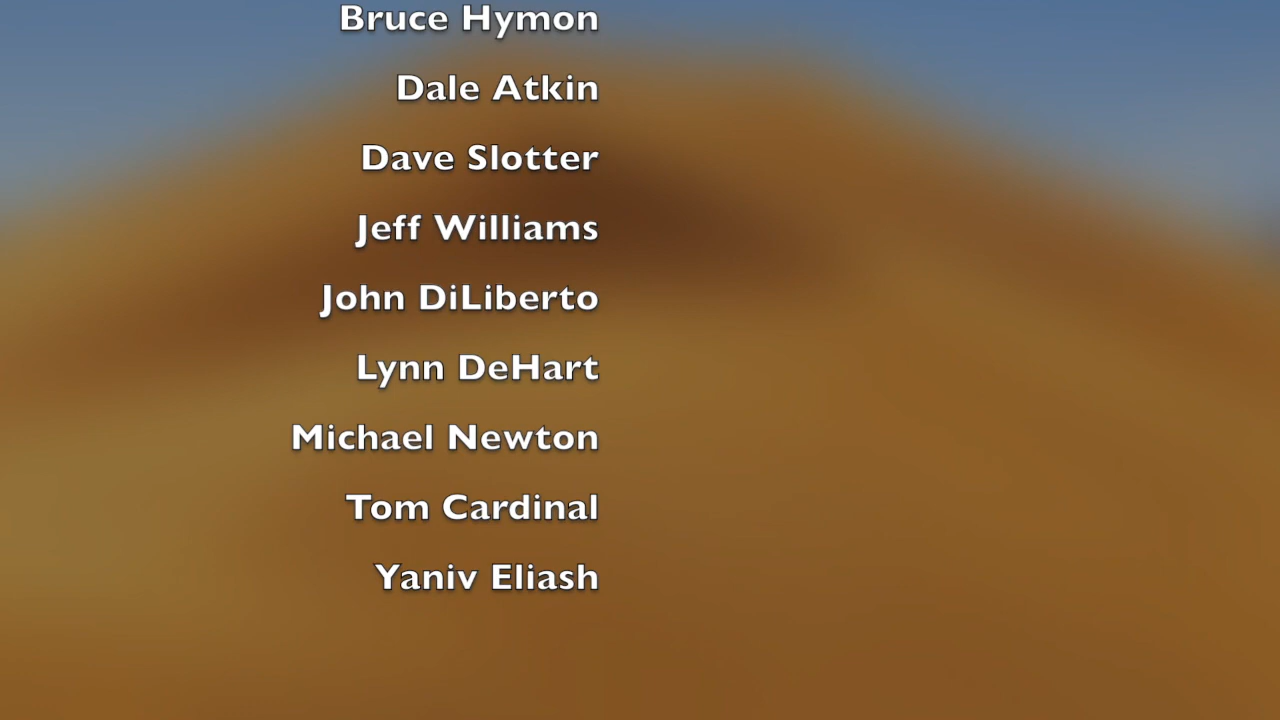 Bruce Hymon
Dale Atkin
Dave Slotter
Jeff Williams
John DiLiberto
Lynn DeHart
Michael Newton
Tom Cardinal
Yaniv Eliash